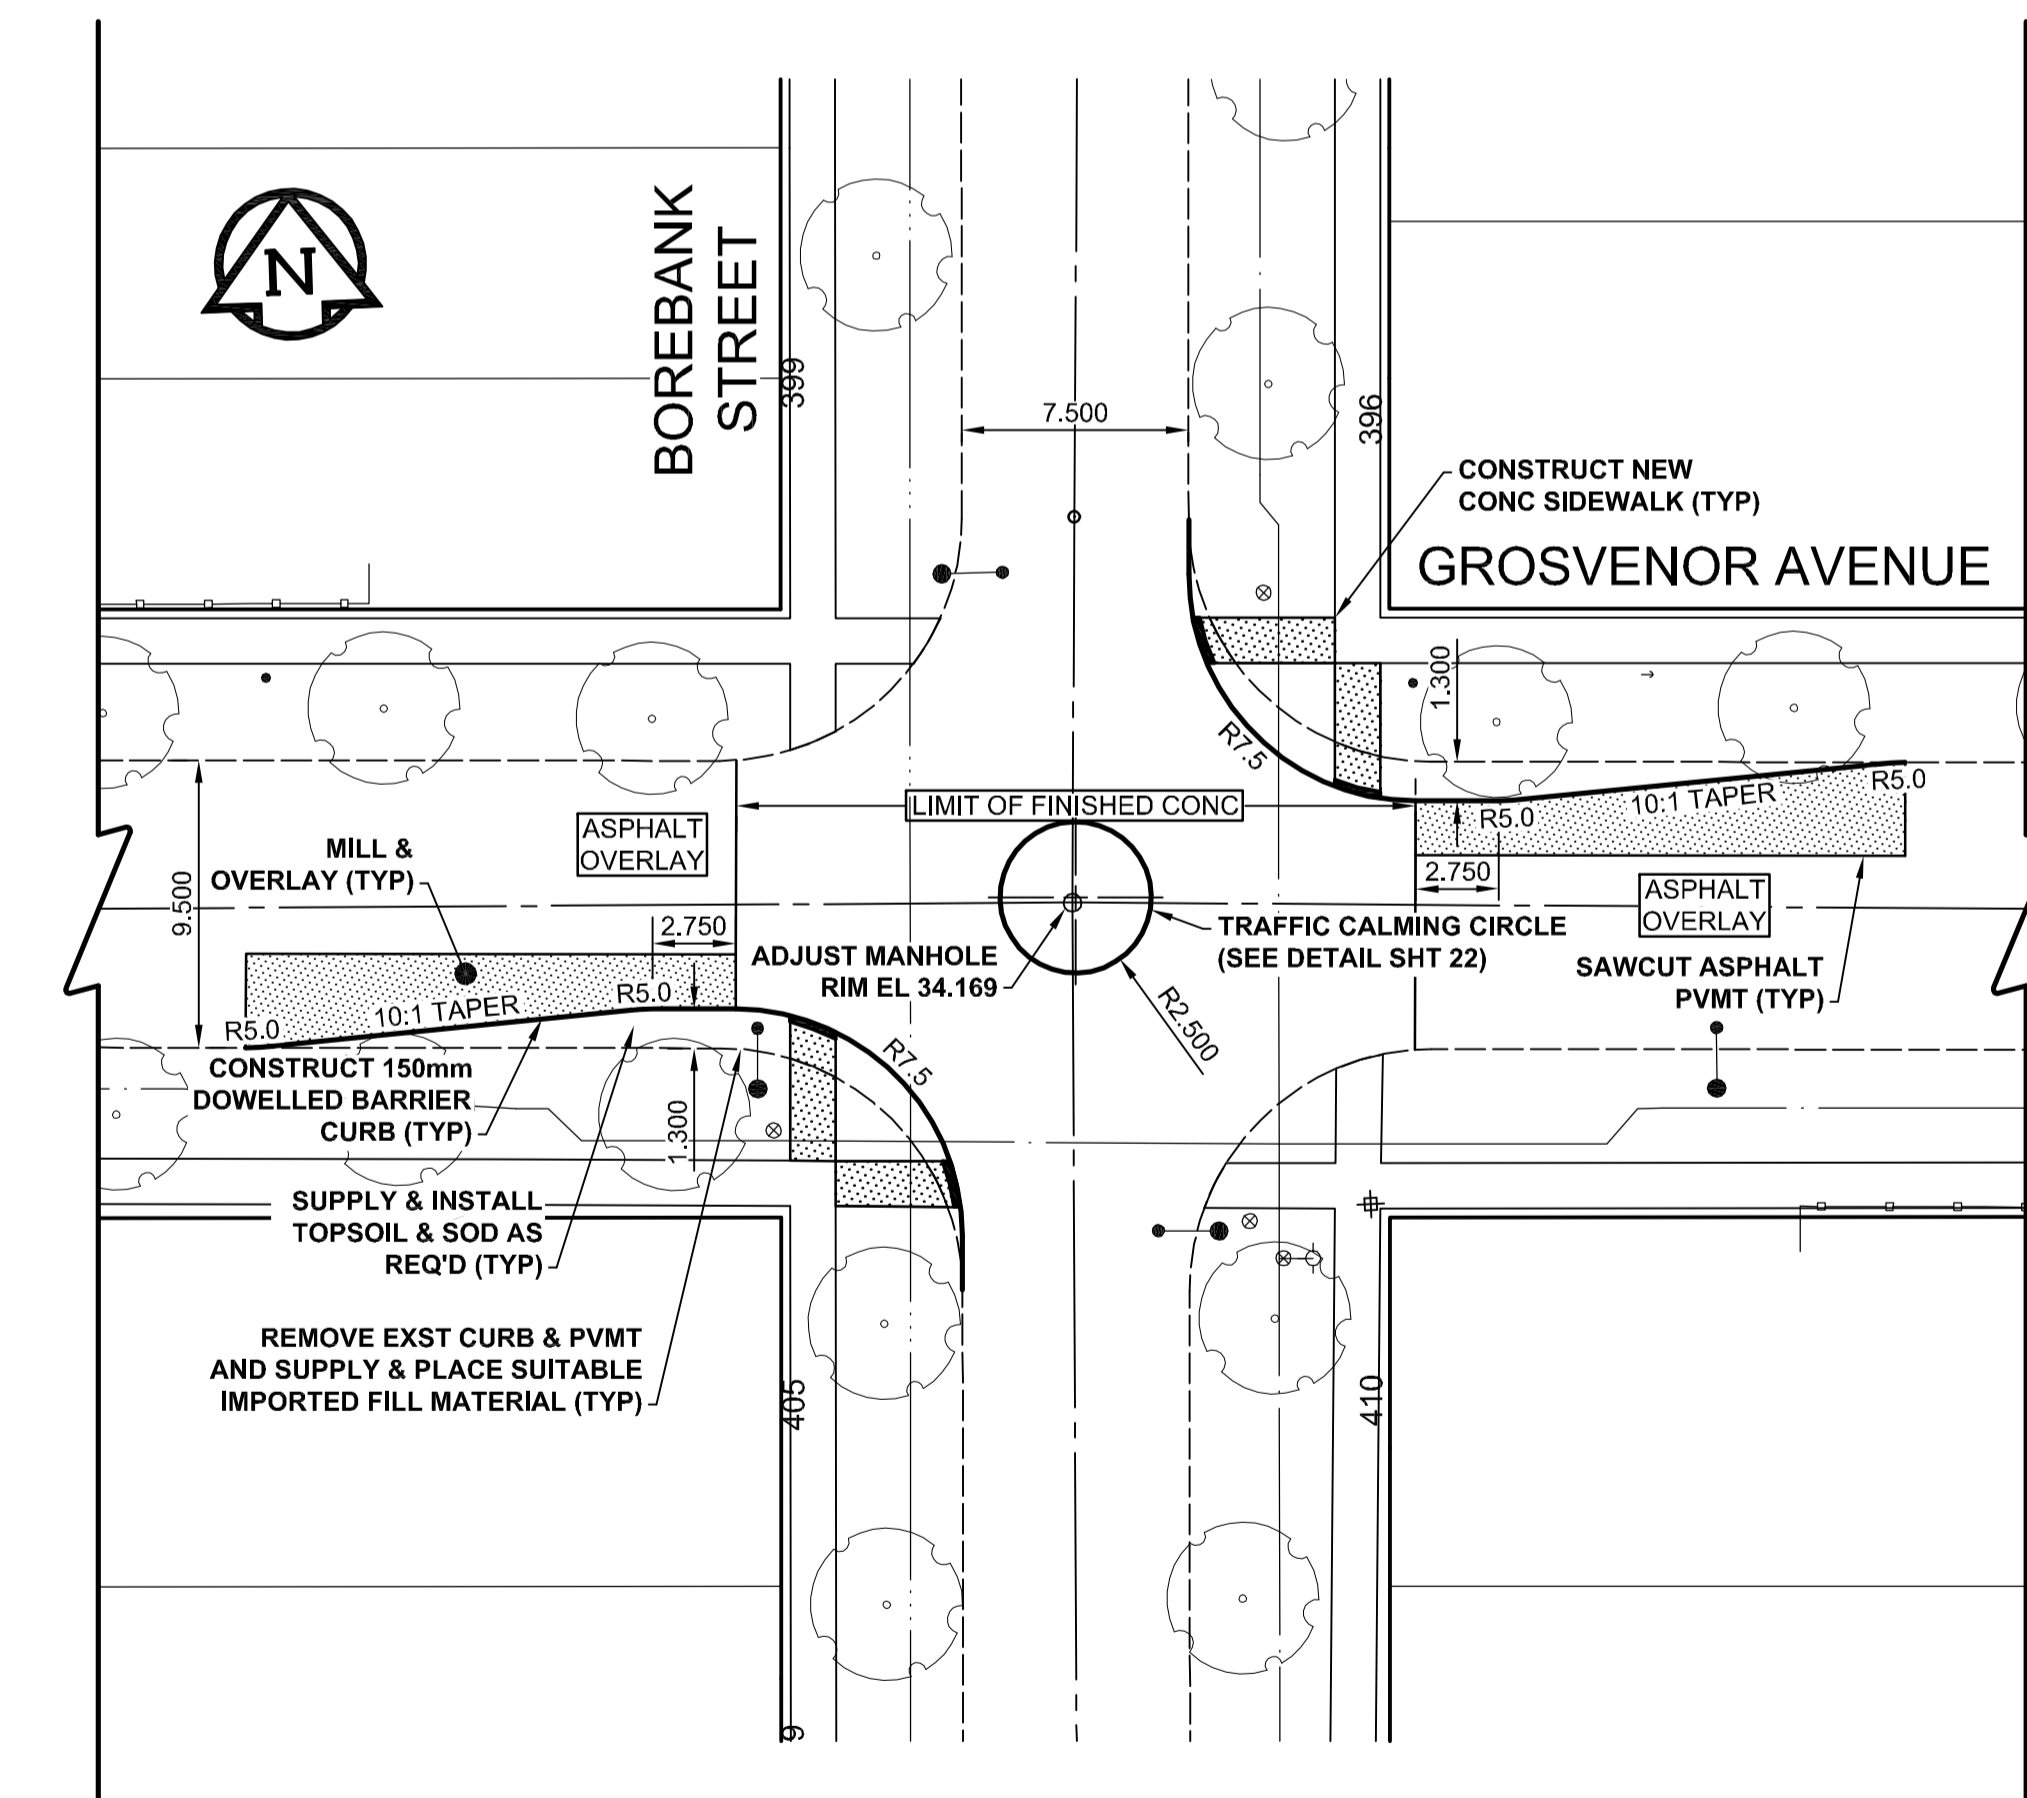 N
BOREBANK
STREET
399
7.500
396
CONSTRUCT NEW
CONC SIDEWALK (TYP)
GROSVENOR AVENUE
1.300
R7.5
LIMIT OF FINISHED CONC
R5.0
10:1 TAPER
R5.0
ASPHALT
OVERLAY
MILL &
OVERLAY (TYP)
9.500
2.750
ASPHALT
OVERLAY
2.750
TRAFFIC CALMING CIRCLE
(SEE DETAIL SHT 22)
ADJUST MANHOLE
RIM EL 34.169
SAWCUT ASPHALT
PVMT (TYP)
R5.0
10:1 TAPER
R5.0
R2.500
R7.5
CONSTRUCT 150mm
DOWELLED BARRIER
CURB (TYP)
1.300
SUPPLY & INSTALL
TOPSOIL & SOD AS
REQ'D (TYP)
REMOVE EXST CURB & PVMT
AND SUPPLY & PLACE SUITABLE
IMPORTED FILL MATERIAL (TYP)
405
410
9